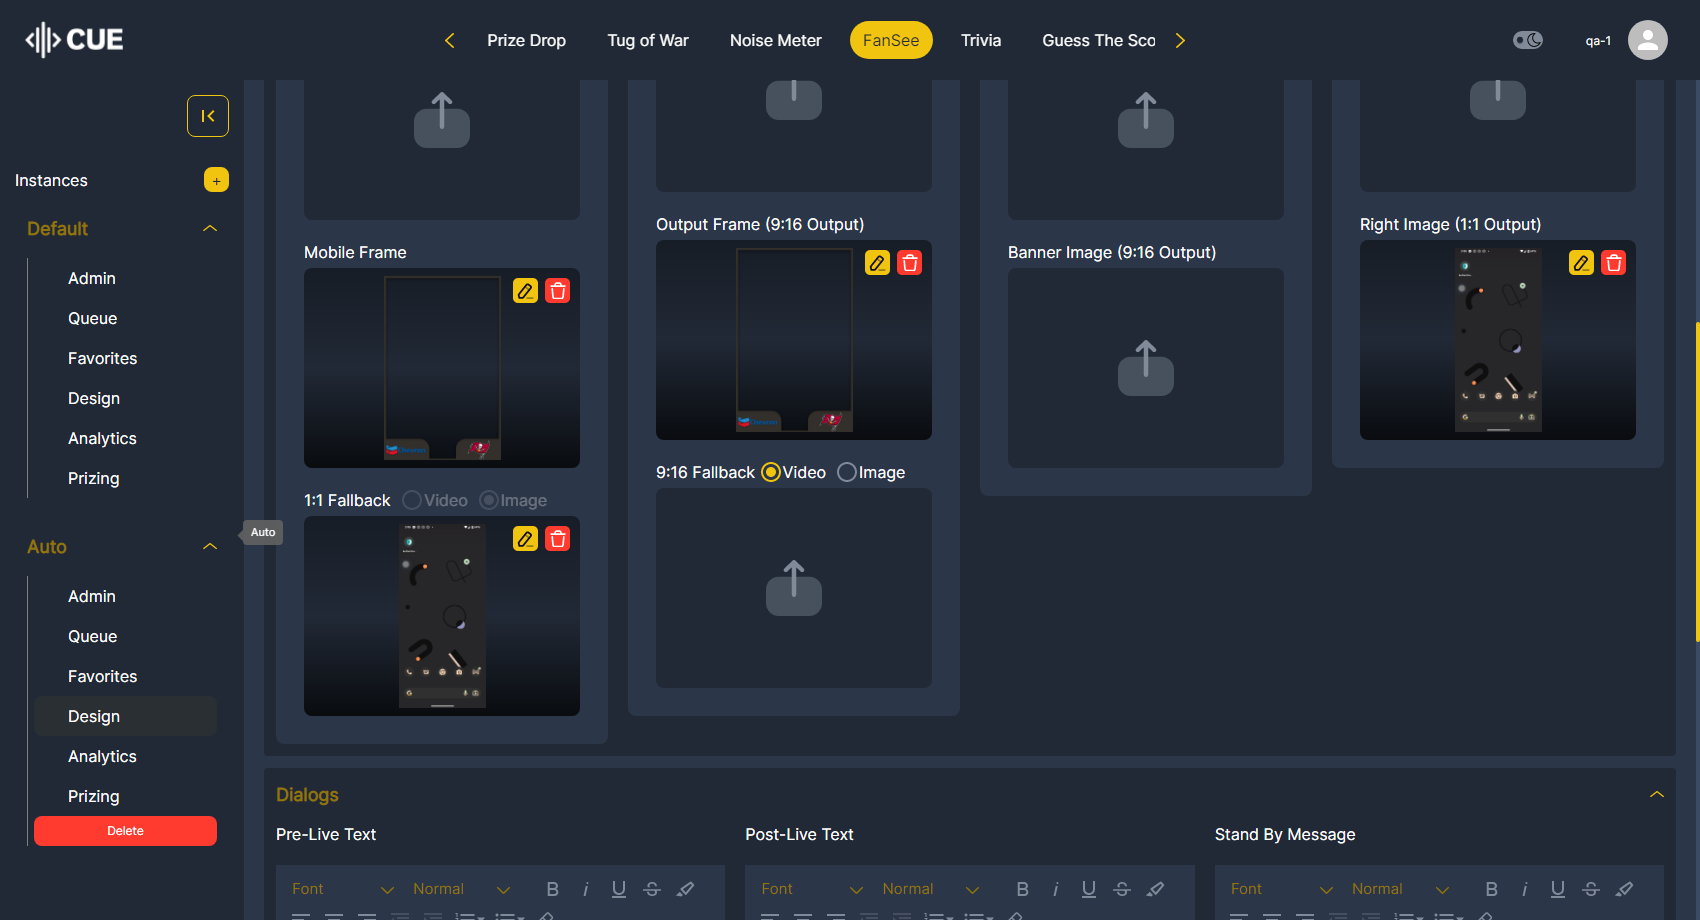 CUE
Prize Drop
Tug of War
Noise Meter
FanSee
Trivia
Guess The Sco
qa-1
Instances
+
Default
Admin
Queue
Favorites
Design
Analytics
Prizing
Auto
Auto
Admin
Queue
Favorites
Design
Analytics
Prizing
Delete
Mobile Frame
1:1 Fallback Video Image
Output Frame (9:16 Output)
9:16 Fallback Video Image
Banner Image (9:16 Output)
Right Image (1:1 Output)
Dialogs
Pre-Live Text
Post-Live Text
Stand By Message
Font Normal B i U S
Font Normal B i U S
Font Normal B i U S